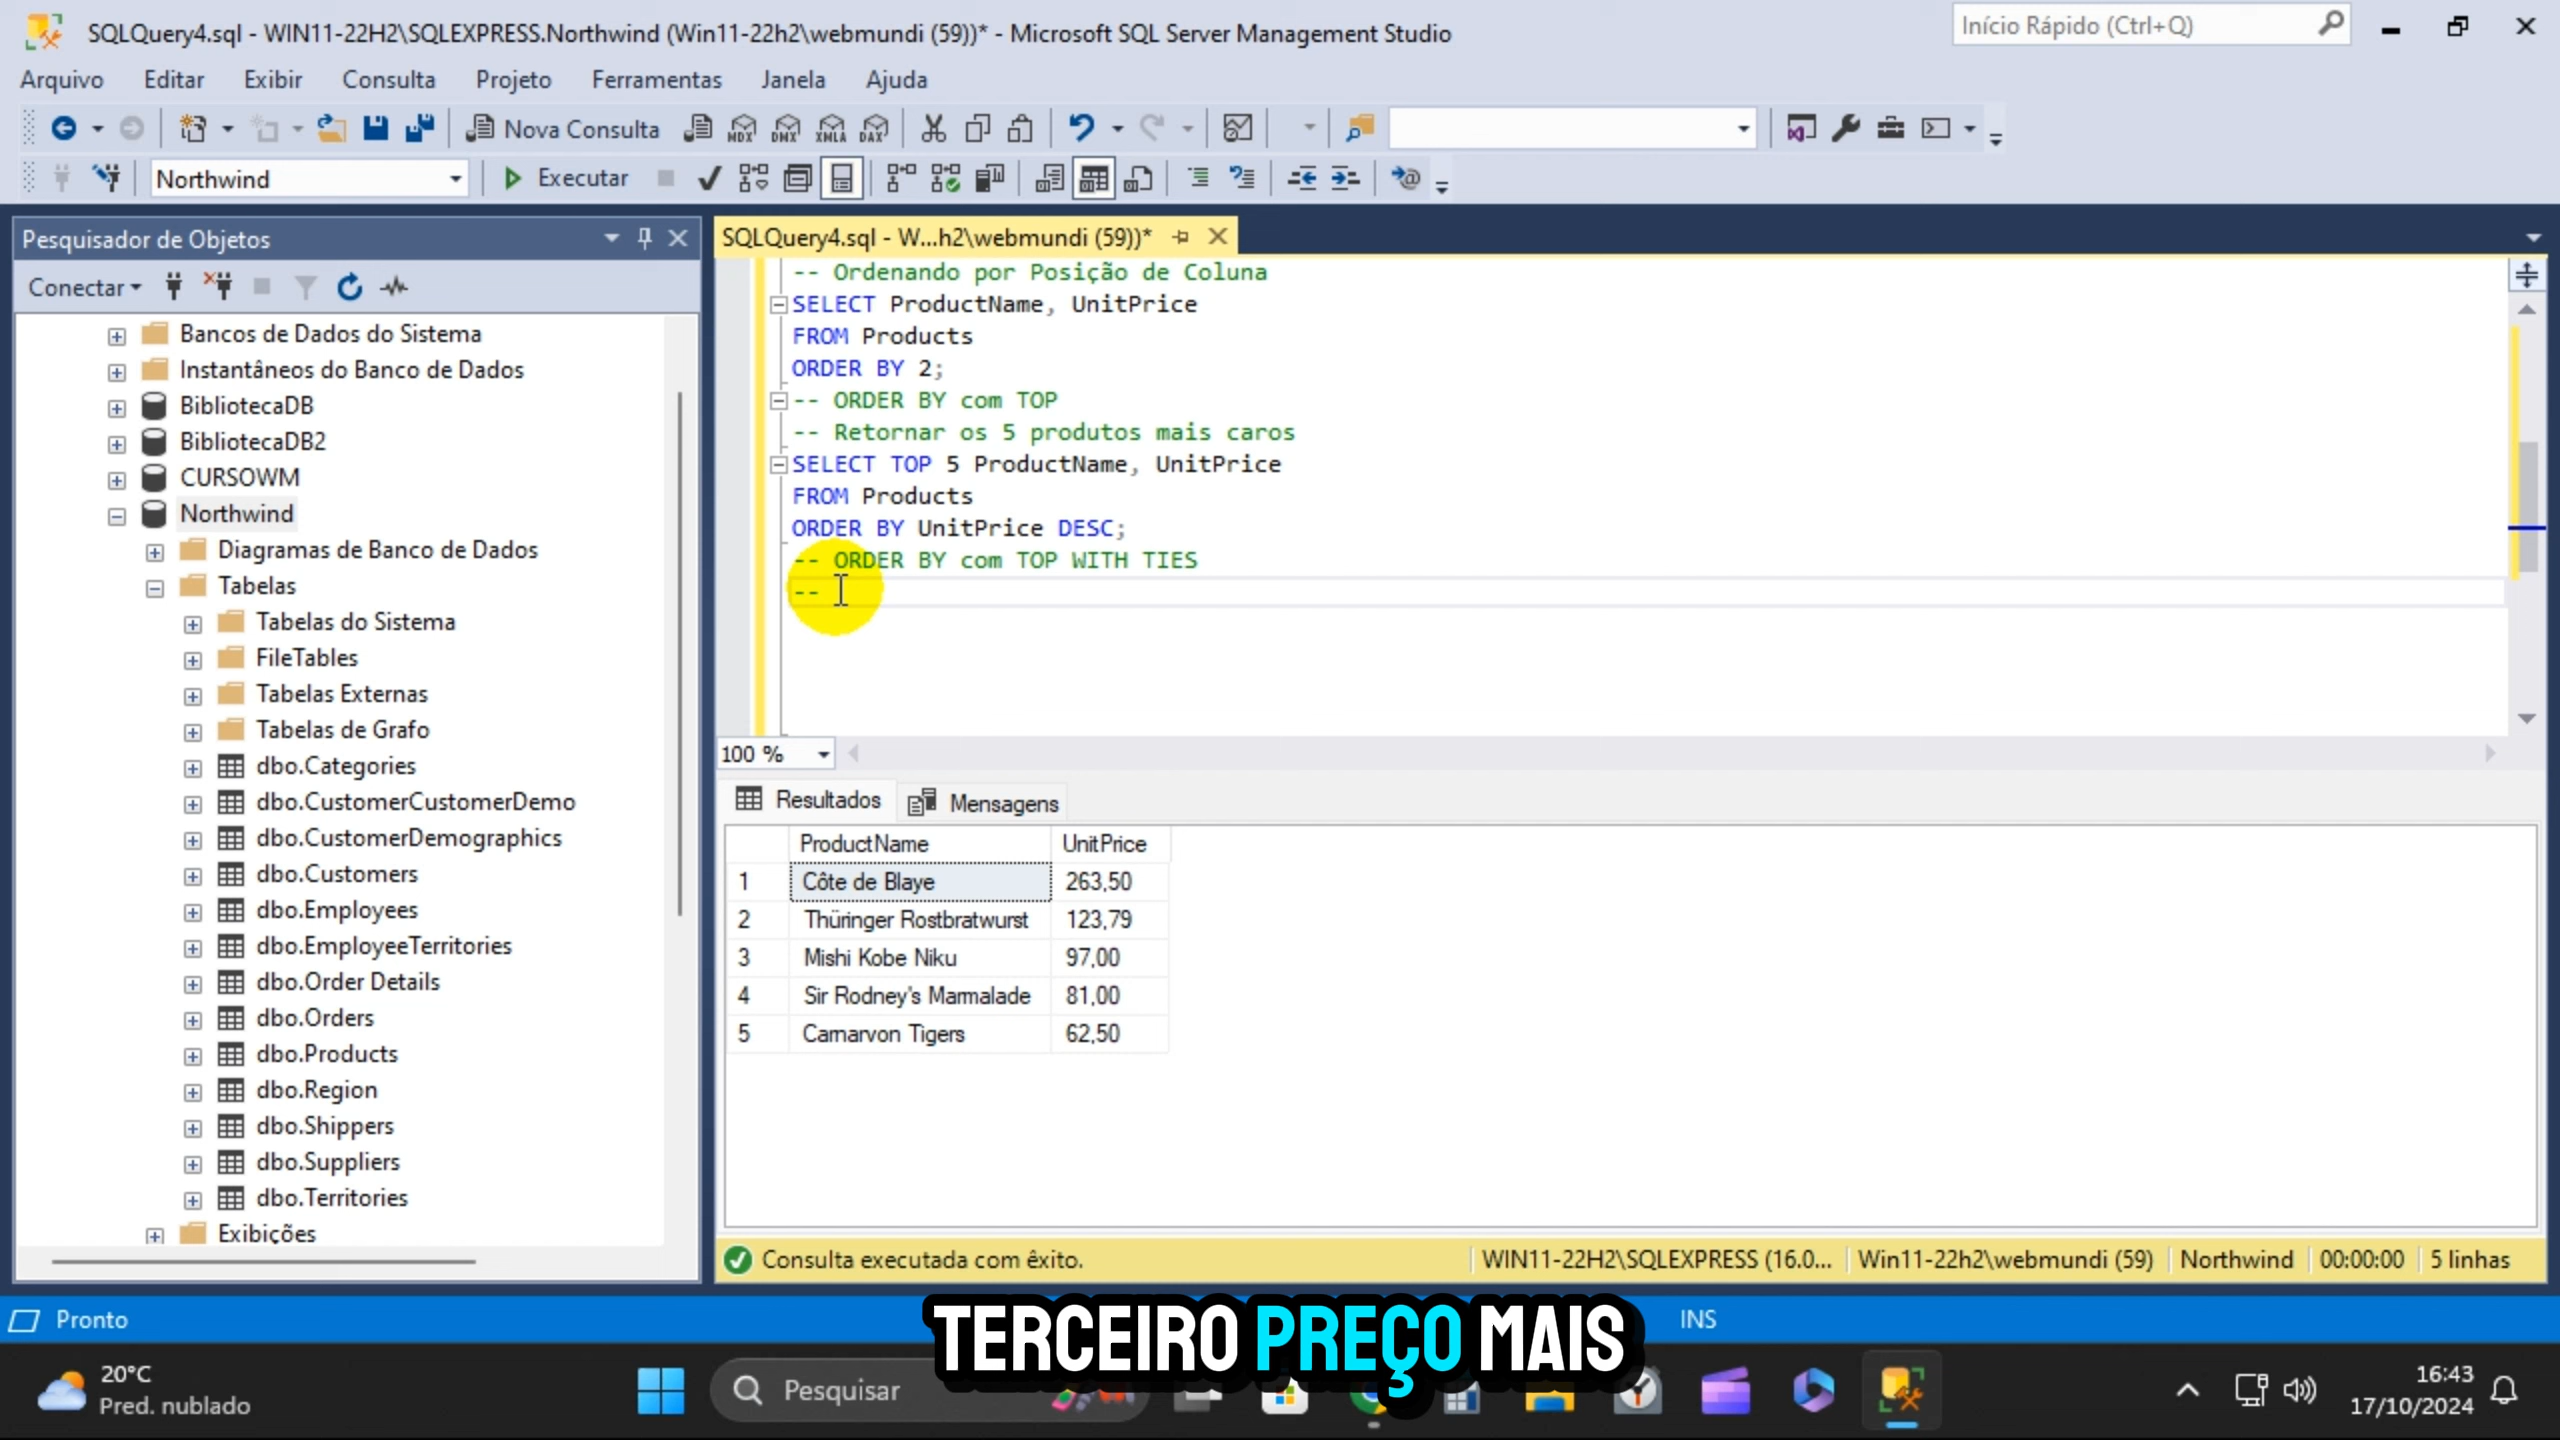 SQLQuery4.sql - WIN11-22H2\SQLEXPRESS.Northwind (Win11-22h2\webmundi (59))* - Microsoft SQL Server Management Studio
Início Rápido (Ctrl+Q)
Arquivo Editar Exibir Consulta Projeto Ferramentas Janela Ajuda
Nova Consulta MDX DMX XMLA DAX
Northwind Executar
Pesquisador de Objetos
Conectar
Bancos de Dados do Sistema
Instantâneos do Banco de Dados
BibliotecaDB
BibliotecaDB2
CURSOWM
Northwind
Diagramas de Banco de Dados
Tabelas
Tabelas do Sistema
FileTables
Tabelas Externas
Tabelas de Grafo
dbo.Categories
dbo.CustomerCustomerDemo
dbo.CustomerDemographics
dbo.Customers
dbo.Employees
dbo.EmployeeTerritories
dbo.Order Details
dbo.Orders
dbo.Products
dbo.Region
dbo.Shippers
dbo.Suppliers
dbo.Territories
Exibições
SQLQuery4.sql - W...h2\webmundi (59))*
-- Ordenando por Posição de Coluna
SELECT ProductName, UnitPrice
FROM Products
ORDER BY 2;
-- ORDER BY com TOP
-- Retornar os 5 produtos mais caros
SELECT TOP 5 ProductName, UnitPrice
FROM Products
ORDER BY UnitPrice DESC;
-- ORDER BY com TOP WITH TIES
--
100 %
Resultados Mensagens
ProductName UnitPrice
1 Côte de Blaye 263,50
2 Thüringer Rostbratwurst 123,79
3 Mishi Kobe Niku 97,00
4 Sir Rodney's Marmalade 81,00
5 Carnarvon Tigers 62,50
Consulta executada com êxito.
WIN11-22H2\SQLEXPRESS (16.0... Win11-22h2\webmundi (59) Northwind 00:00:00 5 linhas
Pronto
INS
TERCEIRO PREÇO MAIS
20°C
Pred. nublado
Pesquisar
16:43
17/10/2024